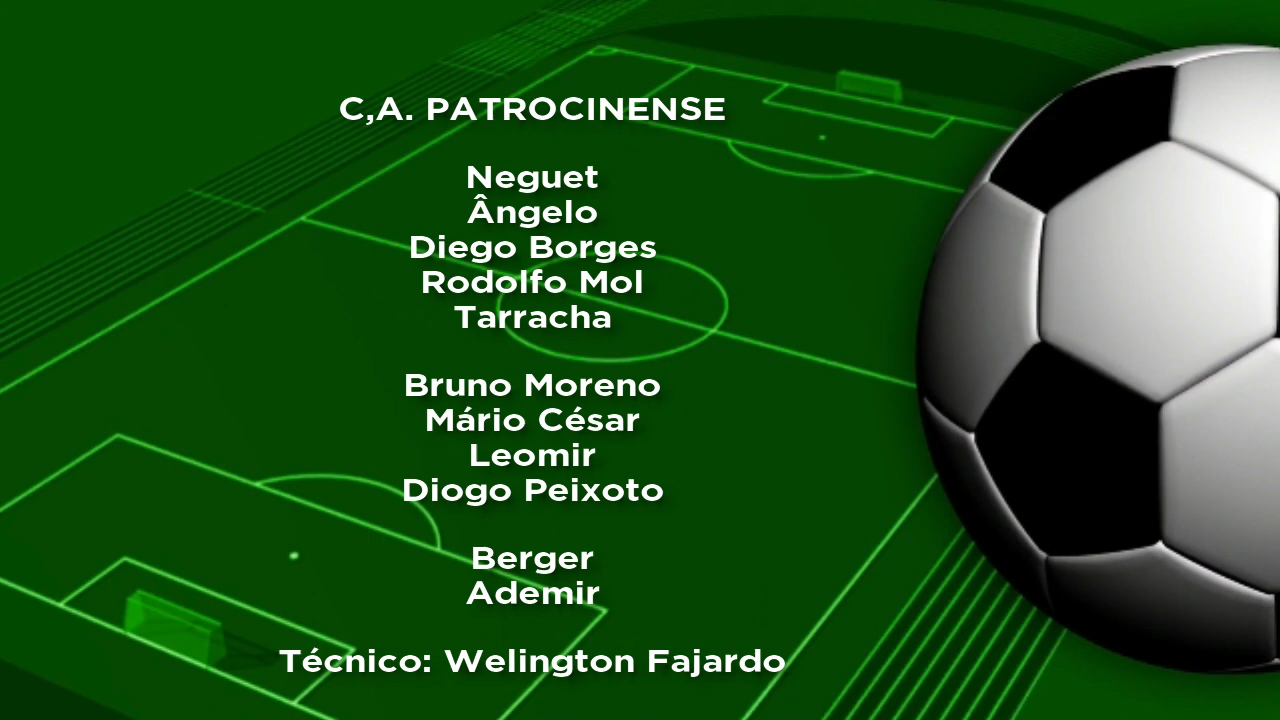 C,A. PATROCINENSE
Neguet
Ângelo
Diego Borges
Rodolfo Mol
Tarracha
Bruno Moreno
Mário César
Leomir
Diogo Peixoto
Berger
Ademir
Técnico: Welington Fajardo